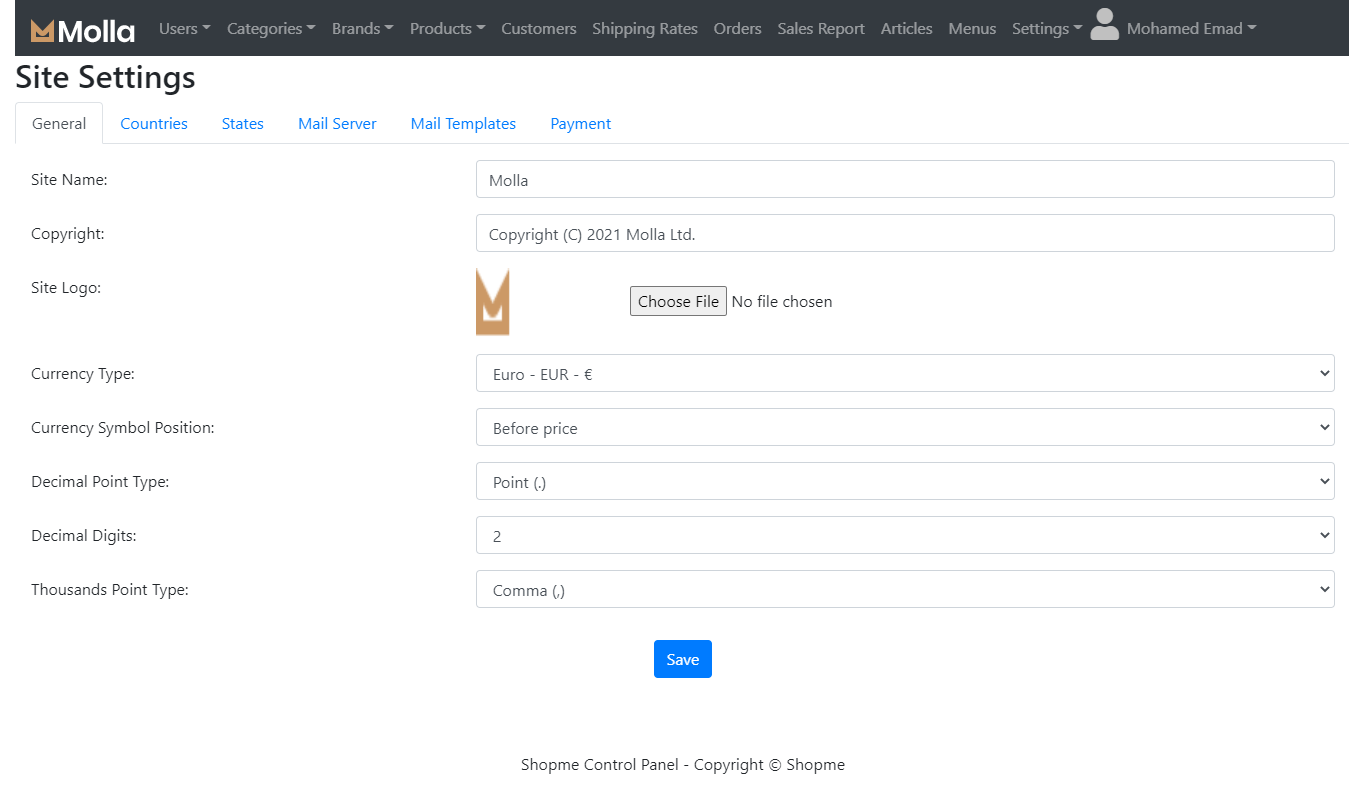 Molla Users Categories Brands Products Customers Shipping Rates Orders Sales Report Articles Menus Settings Mohamed Emad
Site Settings
General Countries States Mail Server Mail Templates Payment
Site Name: Molla
Copyright: Copyright (C) 2021 Molla Ltd.
Site Logo: Choose File No file chosen
Currency Type: Euro - EUR - €
Currency Symbol Position: Before price
Decimal Point Type: Point (.)
Decimal Digits: 2
Thousands Point Type: Comma (,)
Save
Shopme Control Panel - Copyright © Shopme